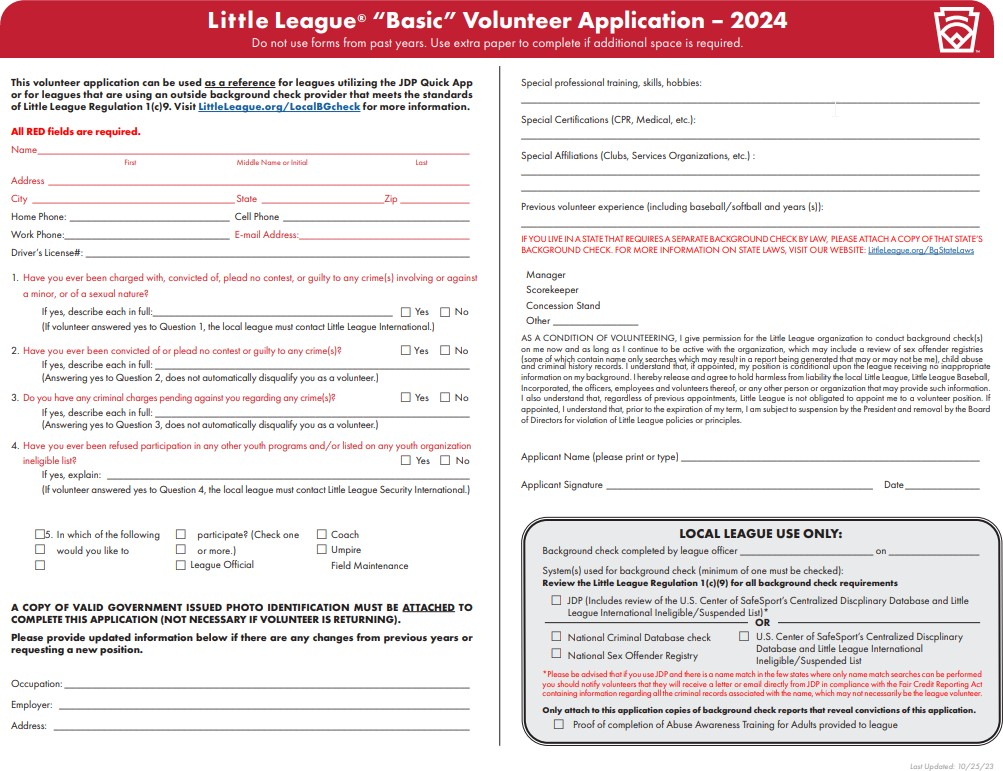 Little League® “Basic” Volunteer Application – 2024
Do not use forms from past years. Use extra paper to complete if additional space is required.
This volunteer application can be used as a reference for leagues utilizing the JDP Quick App
or for leagues that are using an outside background check provider that meets the standards
of Little League Regulation 1(c)9. Visit LittleLeague.org/LocalBGcheck for more information.
All RED fields are required.
Name
First Middle Name or Initial Last
Address
City State Zip
Home Phone: Cell Phone
Work Phone: E-mail Address:
Driver’s License#:
1. Have you ever been charged with, convicted of, plead no contest, or guilty to any crime(s) involving or against
a minor, or of a sexual nature?
If yes, describe each in full: ☐ Yes ☐ No
(If volunteer answered yes to Question 1, the local league must contact Little League International.)
2. Have you ever been convicted of or plead no contest or guilty to any crime(s)? ☐ Yes ☐ No
If yes, describe each in full:
(Answering yes to Question 2, does not automatically disqualify you as a volunteer.)
3. Do you have any criminal charges pending against you regarding any crime(s)? ☐ Yes ☐ No
If yes, describe each in full:
(Answering yes to Question 3, does not automatically disqualify you as a volunteer.)
4. Have you ever been refused participation in any other youth programs and/or listed on any youth organization
ineligible list? ☐ Yes ☐ No
If yes, explain:
(If volunteer answered yes to Question 4, the local league must contact Little League Security International.)
☐ 5. In which of the following ☐ participate? (Check one ☐ Coach
☐ would you like to ☐ or more.) ☐ Umpire
☐ ☐ League Official Field Maintenance
A COPY OF VALID GOVERNMENT ISSUED PHOTO IDENTIFICATION MUST BE ATTACHED TO
COMPLETE THIS APPLICATION (NOT NECESSARY IF VOLUNTEER IS RETURNING).
Please provide updated information below if there are any changes from previous years or
requesting a new position.
Occupation:
Employer:
Address:
Special professional training, skills, hobbies:
Special Certifications (CPR, Medical, etc.):
Special Affiliations (Clubs, Services Organizations, etc.) :
Previous volunteer experience (including baseball/softball and years (s)):
IF YOU LIVE IN A STATE THAT REQUIRES A SEPARATE BACKGROUND CHECK BY LAW, PLEASE ATTACH A COPY OF THAT STATE’S
BACKGROUND CHECK. FOR MORE INFORMATION ON STATE LAWS, VISIT OUR WEBSITE: LittleLeague.org/BgStateLaws
Manager
Scorekeeper
Concession Stand
Other
AS A CONDITION OF VOLUNTEERING, I give permission for the Little League organization to conduct background check(s)
on me now and as long as I continue to be active with the organization, which may include a review of sex offender registries
(some of which contain name only searches which may result in a report being generated that may or may not be me), child abuse
and criminal history records. I understand that, if appointed, my position is conditional upon the league receiving no inappropriate
information on my background. I hereby release and agree to hold harmless from liability the local Little League, Little League Baseball,
Incorporated, the officers, employees and volunteers thereof, or any other person or organization that may provide such information.
I also understand that, regardless of previous appointments, Little League is not obligated to appoint me to a volunteer position. If
appointed, I understand that, prior to the expiration of my term, I am subject to suspension by the President and removal by the Board
of Directors for violation of Little League policies or principles.
Applicant Name (please print or type)
Applicant Signature Date
LOCAL LEAGUE USE ONLY:
Background check completed by league officer on
System(s) used for background check (minimum of one must be checked):
Review the Little League Regulation 1(c)(9) for all background check requirements
☐ JDP (Includes review of the U.S. Center of SafeSport’s Centralized Discplinary Database and Little
League International Ineligible/Suspended List)*
OR
☐ National Criminal Database check
☐ National Sex Offender Registry
☐ U.S. Center of SafeSport’s Centralized Discplinary
Database and Little League International
Ineligible/Suspended List
*Please be advised that if you use JDP and there is a name match in the few states where only name match searches can be performed
you should notify volunteers that they will receive a letter or email directly from JDP in compliance with the Fair Credit Reporting Act
containing information regarding all the criminal records associated with the name, which may not necessarily be the league volunteer.
Only attach to this application copies of background check reports that reveal convictions of this application.
☐ Proof of completion of Abuse Awareness Training for Adults provided to league
Last Updated: 10/25/23